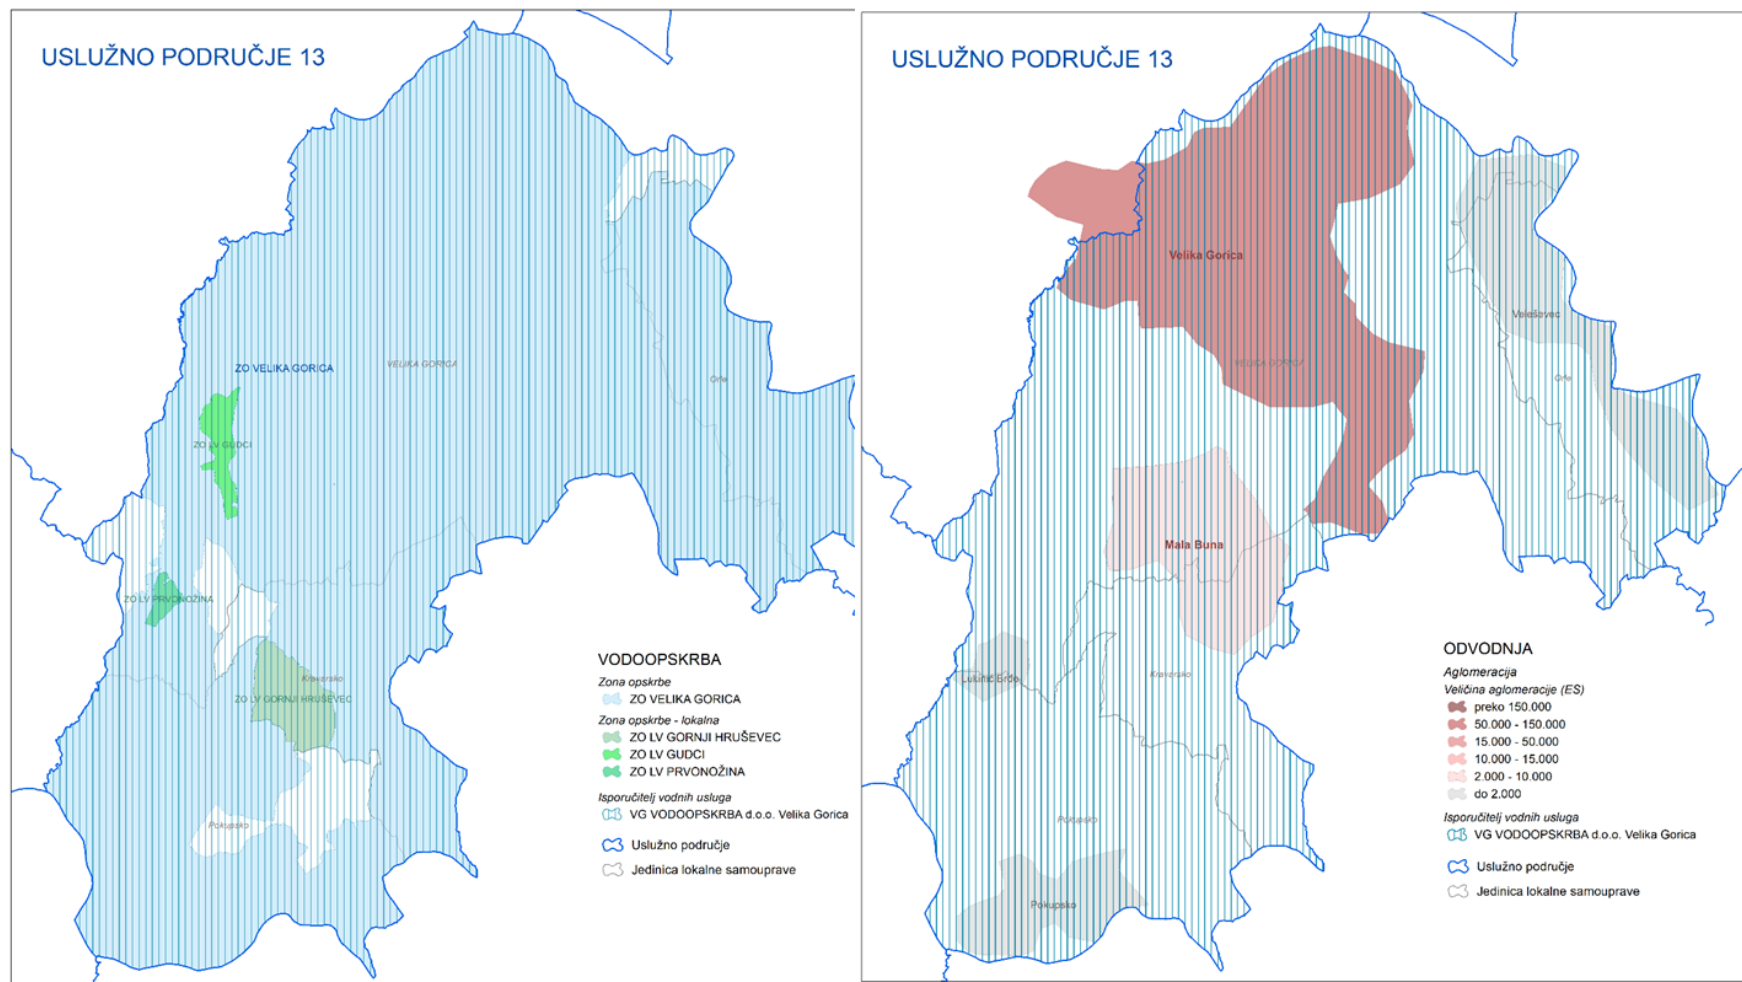 USLUŽNO PODRUČJE 13
ZO VELIKA GORICA
VELIKA GORICA
Orle
ZO LV GUDCI
ZO LV PRVONOŽINA
Kravarsko
ZO LV GORNJI HRUŠEVEC
Pokupsko
VODOOPSKRBA
Zona opskrbe
ZO VELIKA GORICA
Zona opskrbe - lokalna
ZO LV GORNJI HRUŠEVEC
ZO LV GUDCI
ZO LV PRVONOŽINA
Isporučitelj vodnih usluga
VG VODOOPSKRBA d.o.o. Velika Gorica
Uslužno područje
Jedinica lokalne samouprave
USLUŽNO PODRUČJE 13
Velika Gorica
Veleševec
VELIKA GORICA
Orle
Mala Buna
Lukinić Brdo
Kravarsko
Pokupsko
Pokupsko
ODVODNJA
Aglomeracija
Veličina aglomeracije (ES)
preko 150.000
50.000 - 150.000
15.000 - 50.000
10.000 - 15.000
2.000 - 10.000
do 2.000
Isporučitelj vodnih usluga
VG VODOOPSKRBA d.o.o. Velika Gorica
Uslužno područje
Jedinica lokalne samouprave